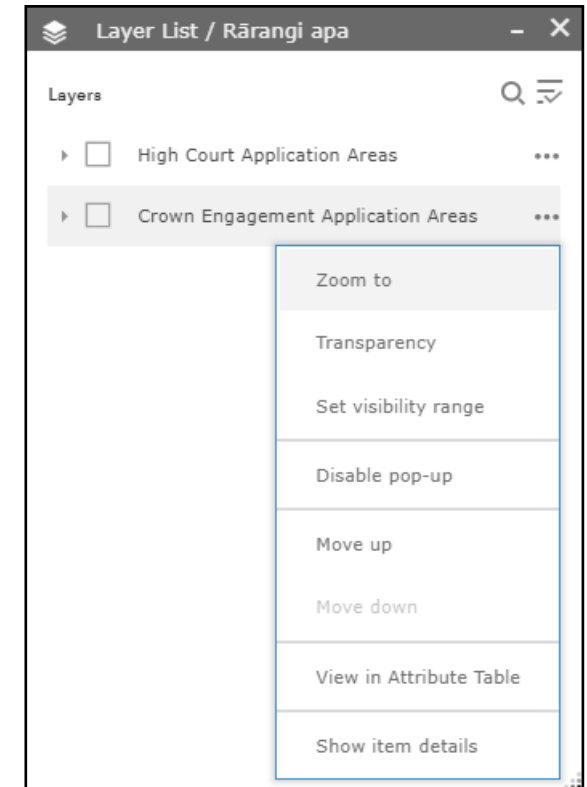 Layer List / Rārangi apa
Layers
High Court Application Areas
Crown Engagement Application Areas
Zoom to
Transparency
Set visibility range
Disable pop-up
Move up
Move down
View in Attribute Table
Show item details